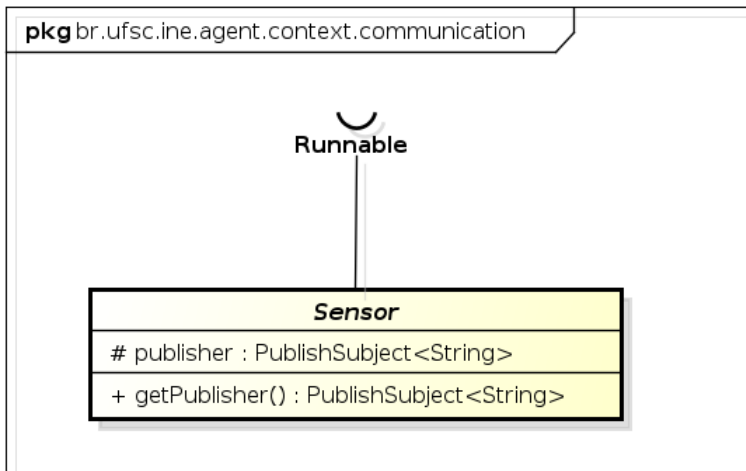 pkg br.ufsc.ine.agent.context.communication
Runnable
Sensor
# publisher : PublishSubject<String>
+ getPublisher() : PublishSubject<String>